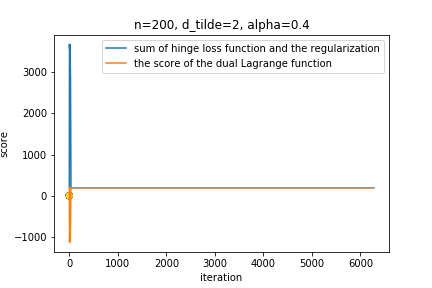 n=200, d_tilde=2, alpha=0.4
sum of hinge loss function and the regularization
the score of the dual Lagrange function
3000
2000
1000
0
−1000
score
0
1000
2000
3000
4000
5000
6000
iteration